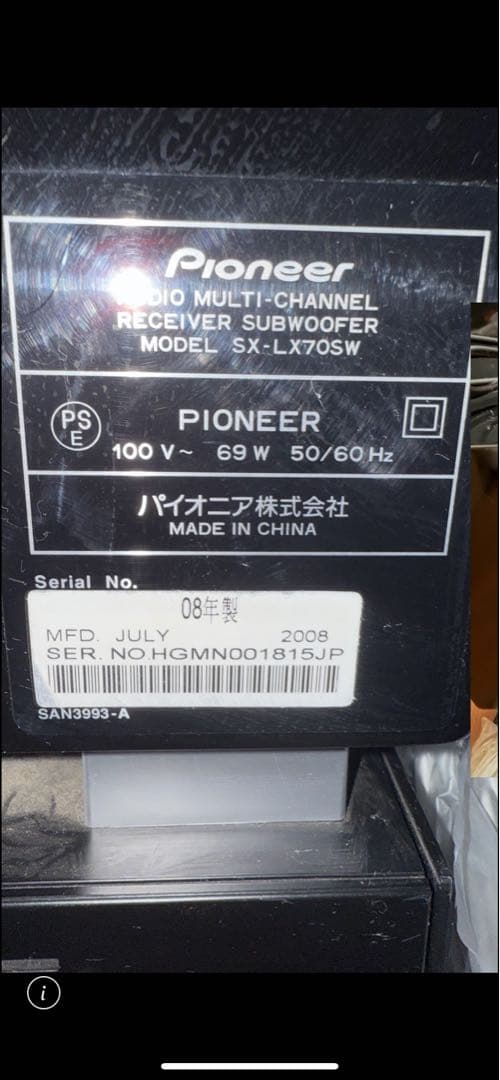 Pioneer
AUDIO MULTI-CHANNEL
RECEIVER SUBWOOFER
MODEL SX-LX70SW
PS
E
PIONEER
100 V~ 69 W 50/60 Hz
パイオニア株式会社
MADE IN CHINA
Serial No.
08年製
MFD. JULY 2008
SER. NO.HGMN001815JP
SAN3993-A
i